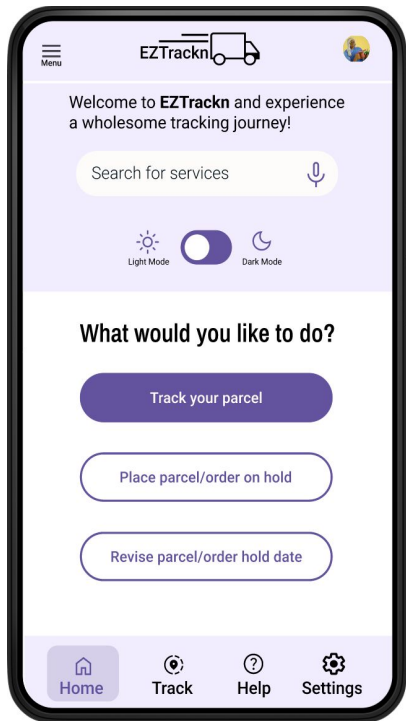 Menu
EZTrackn
Welcome to EZTrackn and experience
a wholesome tracking journey!
Search for services
Light Mode
Dark Mode
What would you like to do?
Track your parcel
Place parcel/order on hold
Revise parcel/order hold date
Home
Track
Help
Settings